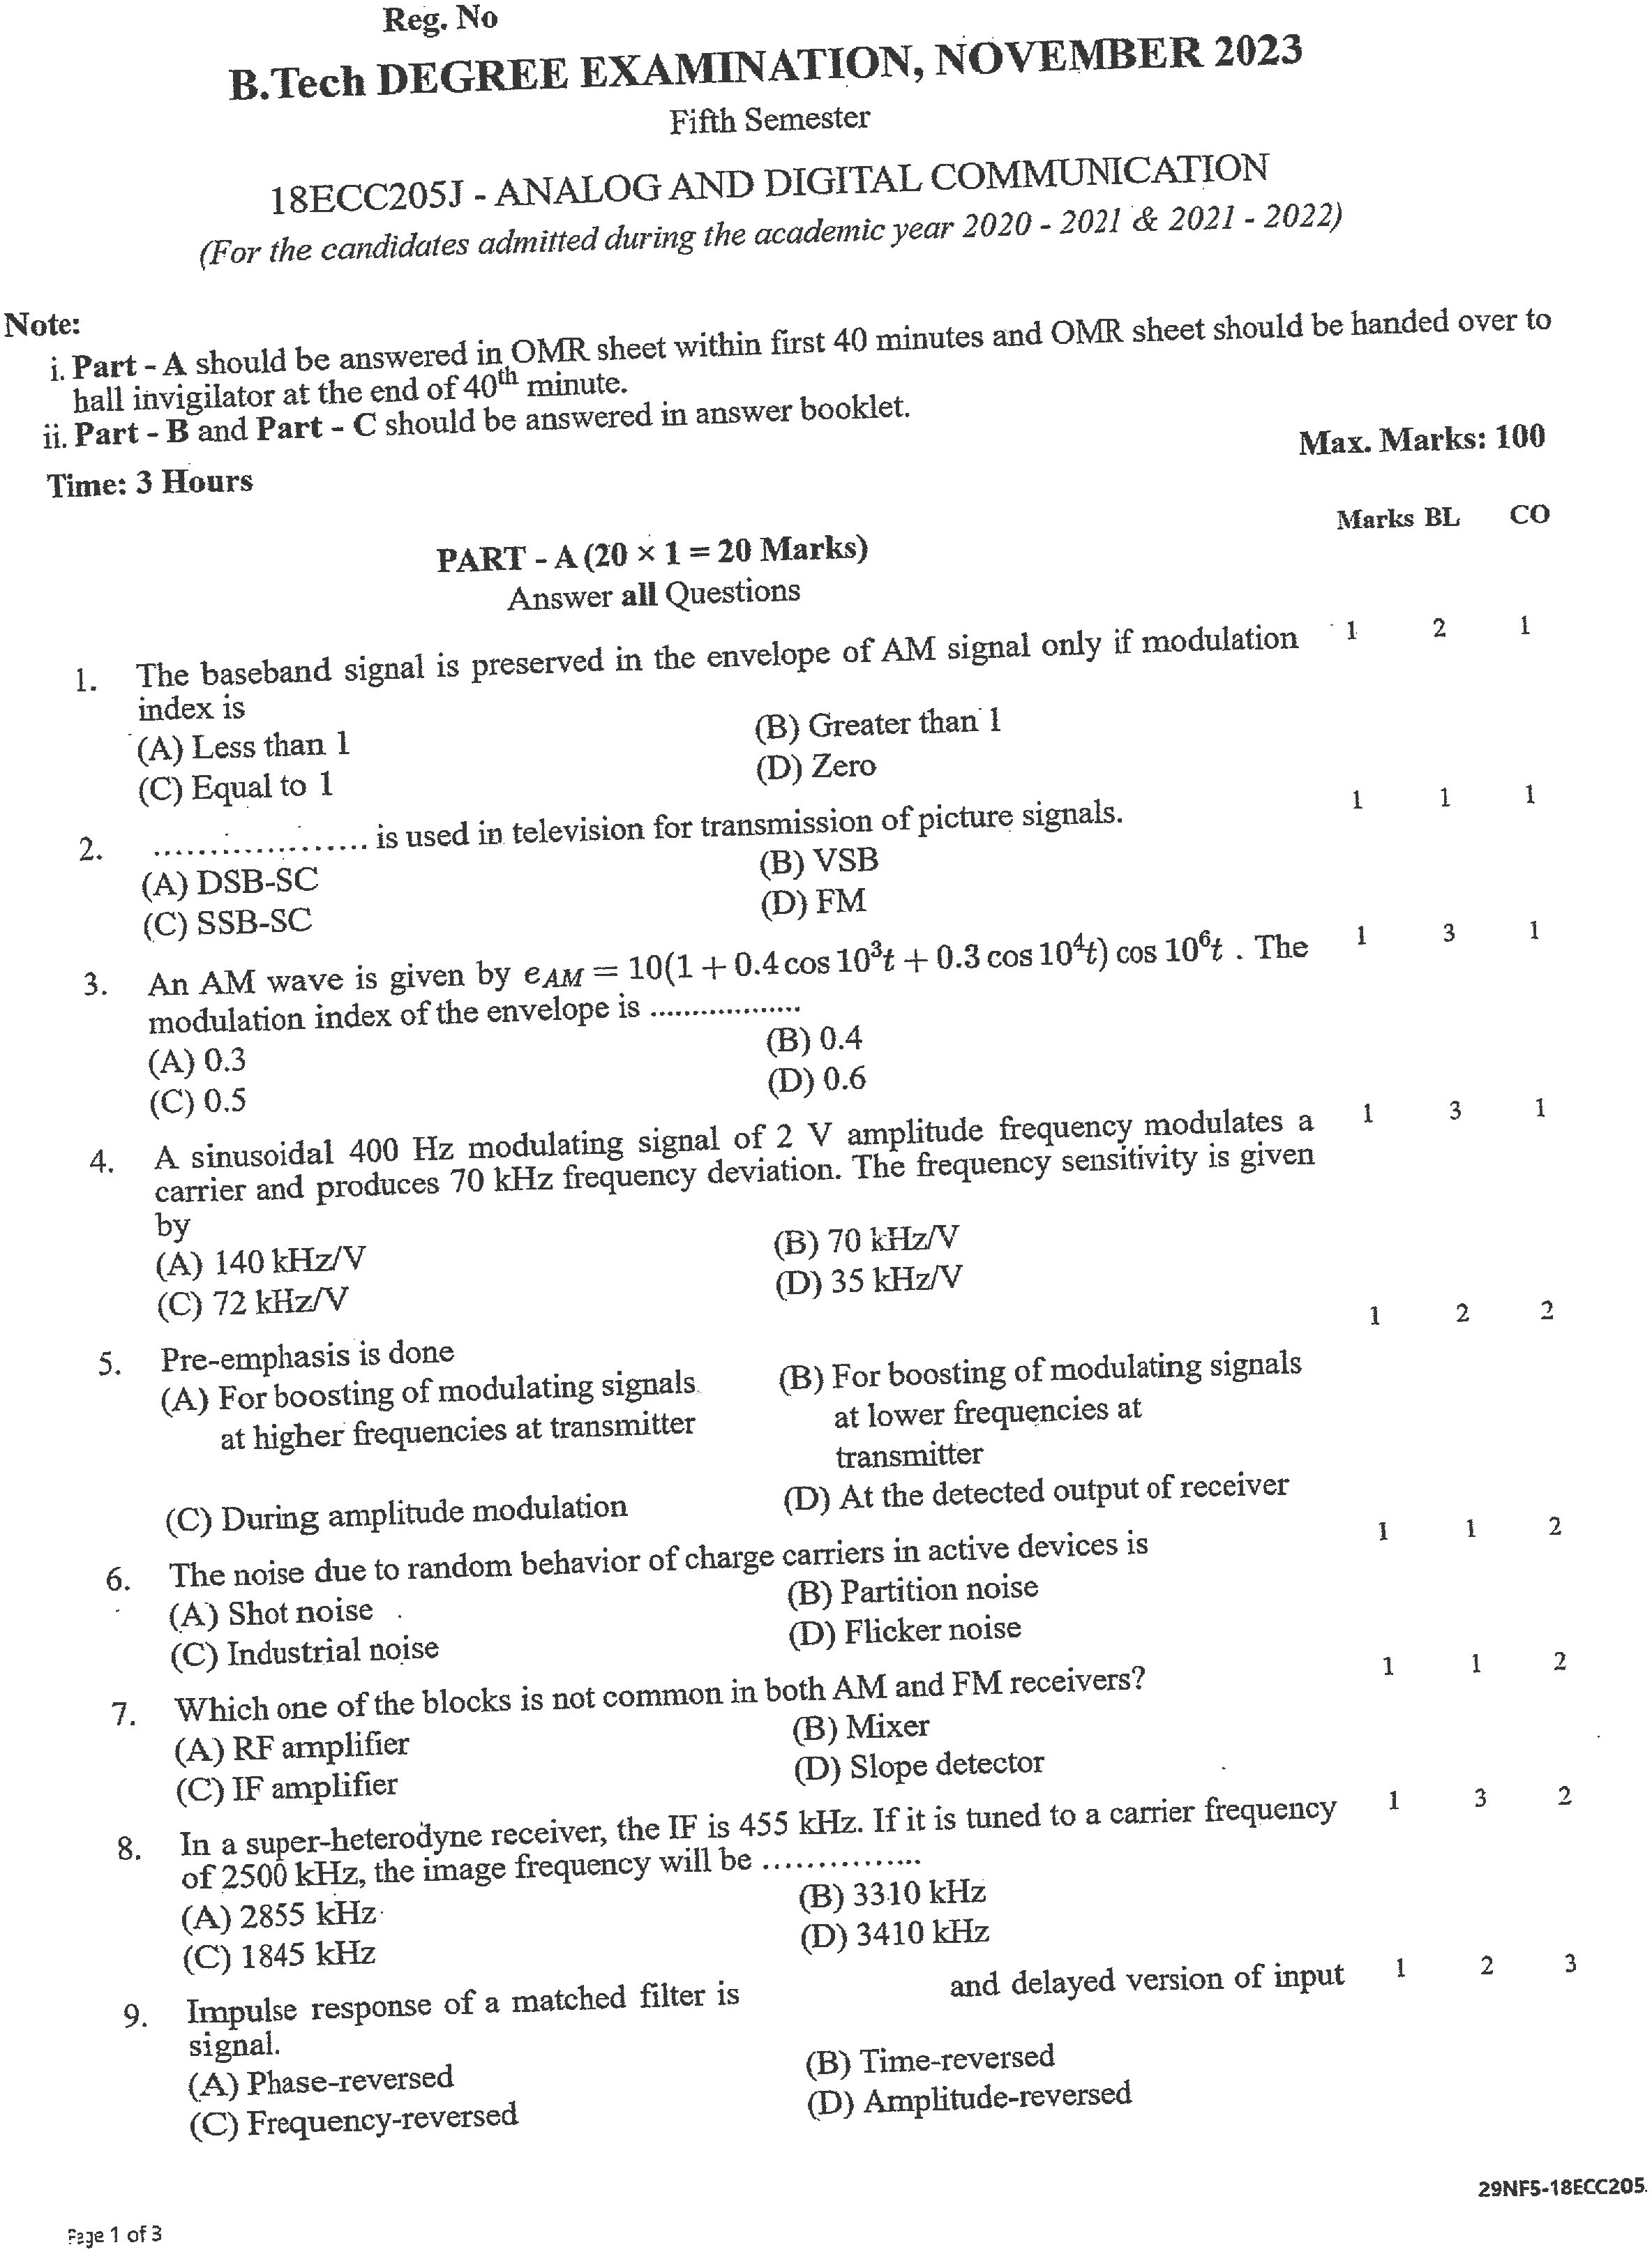 Reg. No
B.Tech DEGREE EXAMINATION, NOVEMBER 2023
Fifth Semester
18ECC205J - ANALOG AND DIGITAL COMMUNICATION
(For the candidates admitted during the academic year 2020 - 2021 & 2021 - 2022)
Note:
i. Part - A should be answered in OMR sheet within first 40 minutes and OMR sheet should be handed over to
hall invigilator at the end of 40th minute.
ii. Part - B and Part - C should be answered in answer booklet.
Time: 3 Hours Max. Marks: 100
Marks BL CO
PART - A (20 × 1 = 20 Marks)
Answer all Questions
1. The baseband signal is preserved in the envelope of AM signal only if modulation 1 2 1
index is
(A) Less than 1 (B) Greater than 1
(C) Equal to 1 (D) Zero
2. ................... is used in television for transmission of picture signals. 1 1 1
(A) DSB-SC (B) VSB
(C) SSB-SC (D) FM
3. An AM wave is given by eAM = 10(1 + 0.4 cos 10³t + 0.3 cos 10⁴t) cos 10⁶t . The 1 3 1
modulation index of the envelope is ..................
(A) 0.3 (B) 0.4
(C) 0.5 (D) 0.6
4. A sinusoidal 400 Hz modulating signal of 2 V amplitude frequency modulates a 1 3 1
carrier and produces 70 kHz frequency deviation. The frequency sensitivity is given
by
(A) 140 kHz/V (B) 70 kHz/V
(C) 72 kHz/V (D) 35 kHz/V
5. Pre-emphasis is done 1 2 2
(A) For boosting of modulating signals (B) For boosting of modulating signals
at higher frequencies at transmitter at lower frequencies at
transmitter
(C) During amplitude modulation (D) At the detected output of receiver
6. The noise due to random behavior of charge carriers in active devices is 1 1 2
(A) Shot noise (B) Partition noise
(C) Industrial noise (D) Flicker noise
7. Which one of the blocks is not common in both AM and FM receivers? 1 1 2
(A) RF amplifier (B) Mixer
(C) IF amplifier (D) Slope detector
8. In a super-heterodyne receiver, the IF is 455 kHz. If it is tuned to a carrier frequency 1 3 2
of 2500 kHz, the image frequency will be ...............
(A) 2855 kHz (B) 3310 kHz
(C) 1845 kHz (D) 3410 kHz
9. Impulse response of a matched filter is and delayed version of input 1 2 3
signal.
(A) Phase-reversed (B) Time-reversed
(C) Frequency-reversed (D) Amplitude-reversed
29NF5-18ECC205
Page 1 of 3